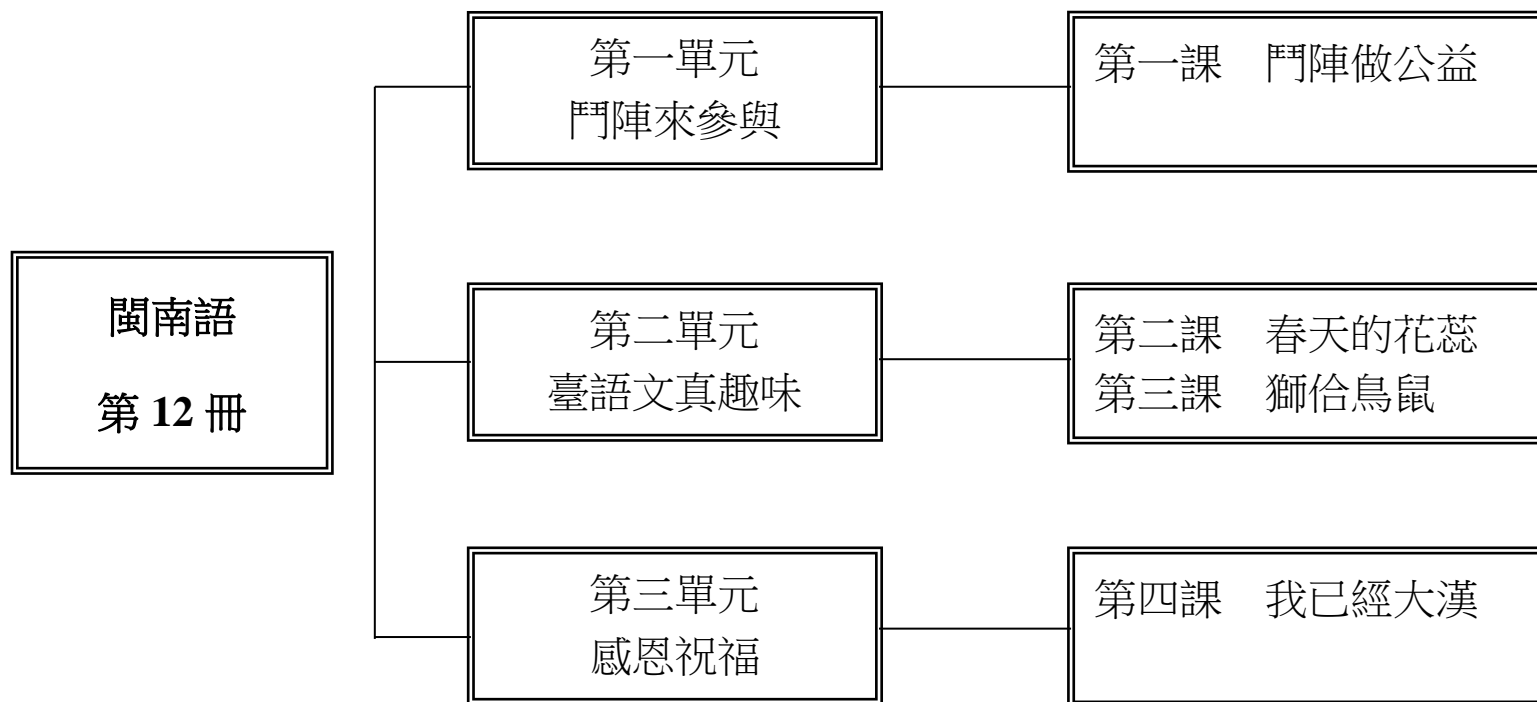 閩南語
第 12 冊
第一單元
鬥陣來參與
第一課　鬥陣做公益
第二單元
臺語文真趣味
第二課　春天的花蕊
第三課　獅佮鳥鼠
第三單元
感恩祝福
第四課　我已經大漢